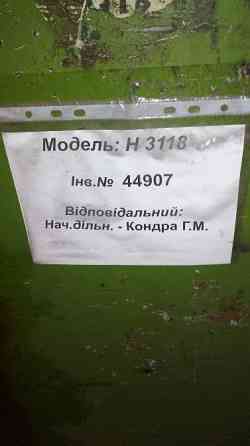 Модель: Н 3118
Інв.№ 44907
Відповідальний:
Нач.дільн. - Кондра Г.М.